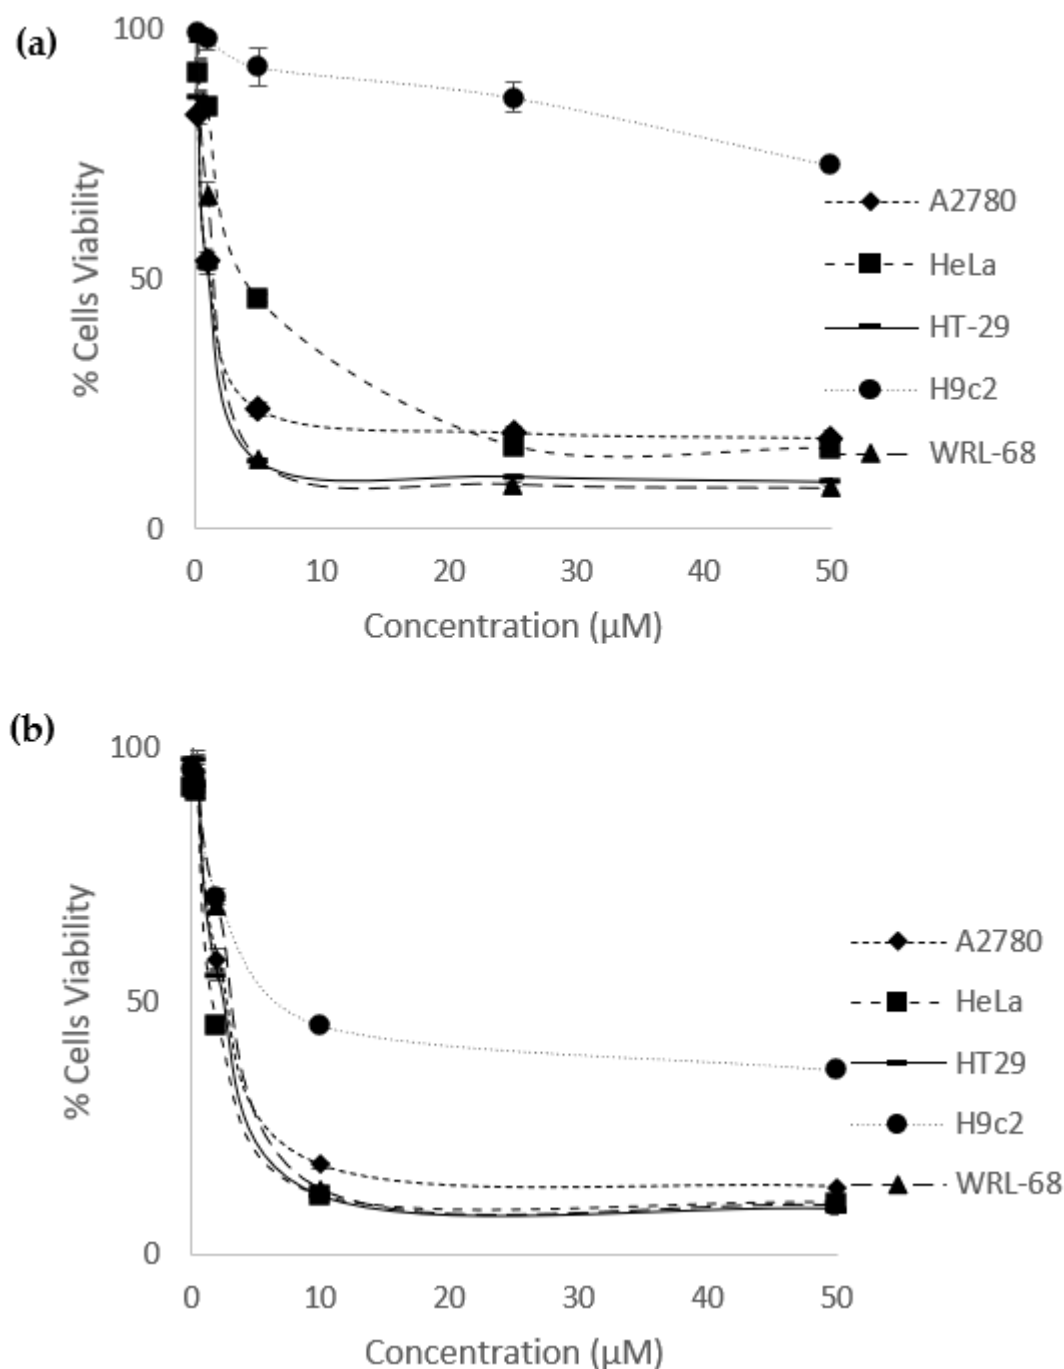 (a)
100
50
0
% Cells Viability
0 10 20 30 40 50
Concentration (µM)
A2780
HeLa
HT-29
H9c2
WRL-68
(b)
100
50
0
% Cells Viability
0 10 20 30 40 50
Concentration (µM)
A2780
HeLa
HT29
H9c2
WRL-68